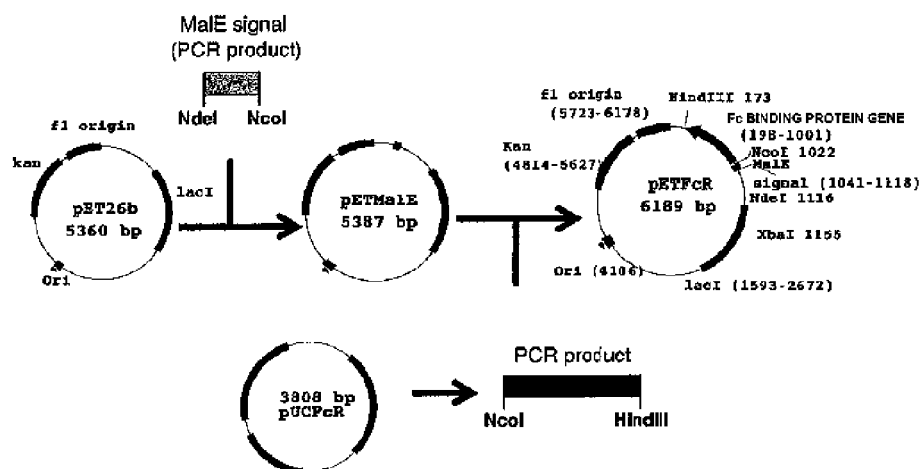 MalE signal
(PCR product)
NdeI NcoI
f1 origin
kan
lacI
pET26b
5360 bp
Ori
pETMalE
5387 bp
f1 origin
(5723-6178)
HindIII 173
Fc BINDING PROTEIN GENE
(198-1001)
Kan
(4814-5627)
NcoI 1022
MalE
signal (1041-1118)
NdeI 1116
pETFcR
6189 bp
XbaI 1155
Ori (4106)
lacI (1593-2672)
3808 bp
pUCFcR
PCR product
NcoI HindIII